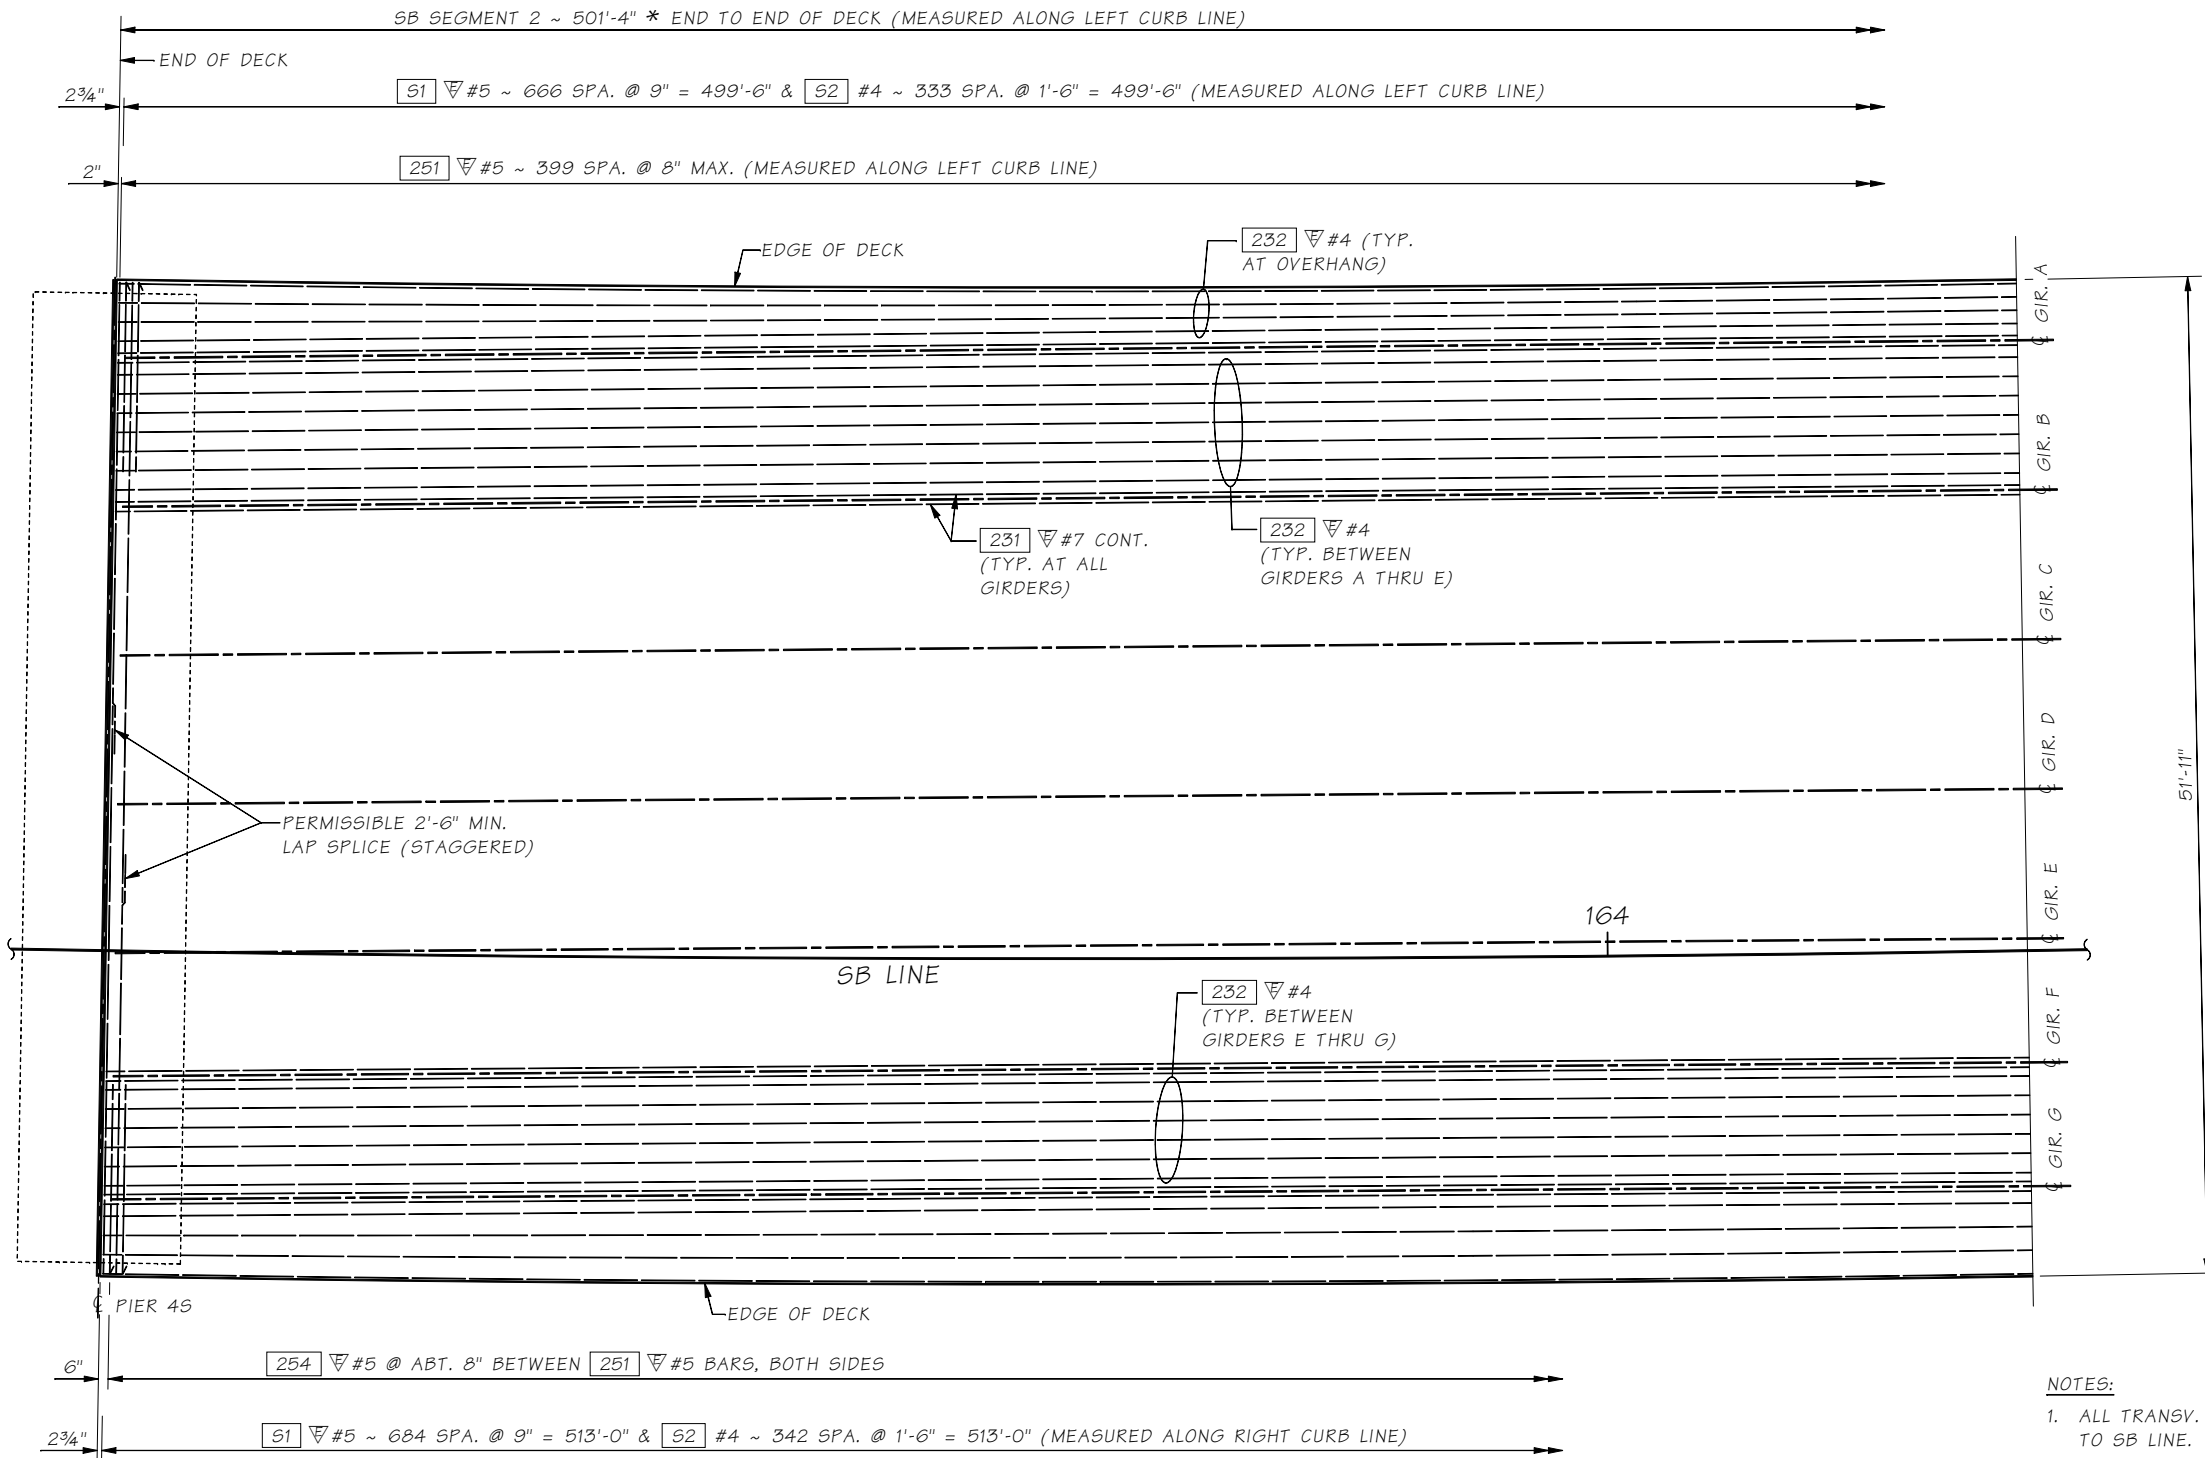 SB SEGMENT 2 ~ 501'-4" * END TO END OF DECK (MEASURED ALONG LEFT CURB LINE)
END OF DECK
2¾"
S1 E #5 ~ 666 SPA. @ 9" = 499'-6" & S2 #4 ~ 333 SPA. @ 1'-6" = 499'-6" (MEASURED ALONG LEFT CURB LINE)
2"
251 E #5 ~ 399 SPA. @ 8" MAX. (MEASURED ALONG LEFT CURB LINE)
EDGE OF DECK
232 E #4 (TYP.
AT OVERHANG)
℄ GIR. A
℄ GIR. B
231 E #7 CONT.
(TYP. AT ALL
GIRDERS)
232 E #4
(TYP. BETWEEN
GIRDERS A THRU E)
℄ GIR. C
℄ GIR. D
51'-11"
PERMISSIBLE 2'-6" MIN.
LAP SPLICE (STAGGERED)
℄ GIR. E
164
SB LINE
232 E #4
(TYP. BETWEEN
GIRDERS E THRU G)
℄ GIR. F
℄ GIR. G
℄ PIER 4S
EDGE OF DECK
6"
254 E #5 @ ABT. 8" BETWEEN 251 E #5 BARS, BOTH SIDES
2¾"
S1 E #5 ~ 684 SPA. @ 9" = 513'-0" & S2 #4 ~ 342 SPA. @ 1'-6" = 513'-0" (MEASURED ALONG RIGHT CURB LINE)
NOTES:
1. ALL TRANSV.
TO SB LINE.